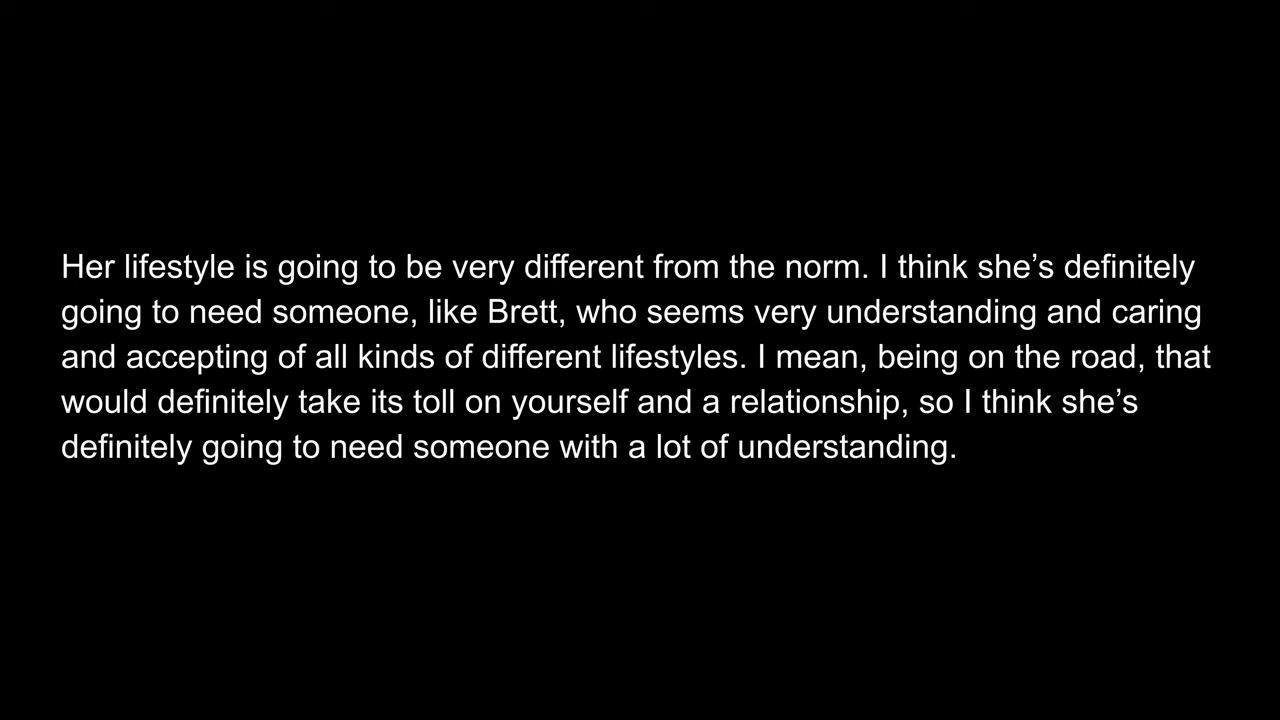 Her lifestyle is going to be very different from the norm. I think she’s definitely
going to need someone, like Brett, who seems very understanding and caring
and accepting of all kinds of different lifestyles. I mean, being on the road, that
would definitely take its toll on yourself and a relationship, so I think she’s
definitely going to need someone with a lot of understanding.